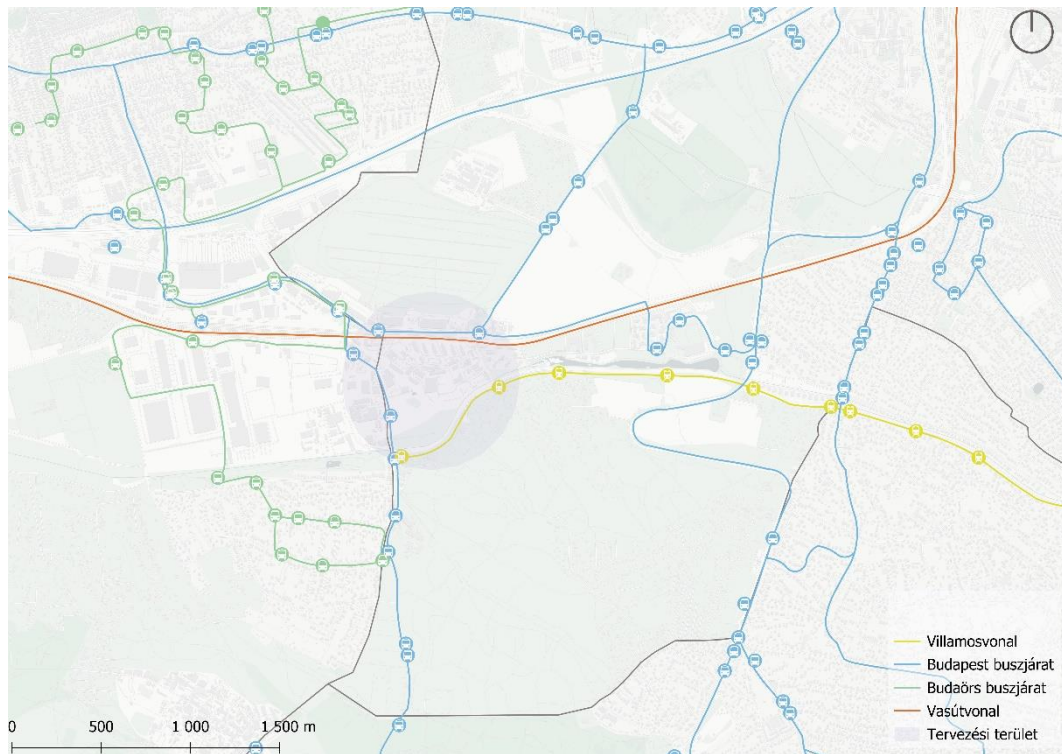 Villamosvonal
Budapest buszjárat
Budaörs buszjárat
Vasútvonal
Tervezési terület
0 500 1 000 1 500 m